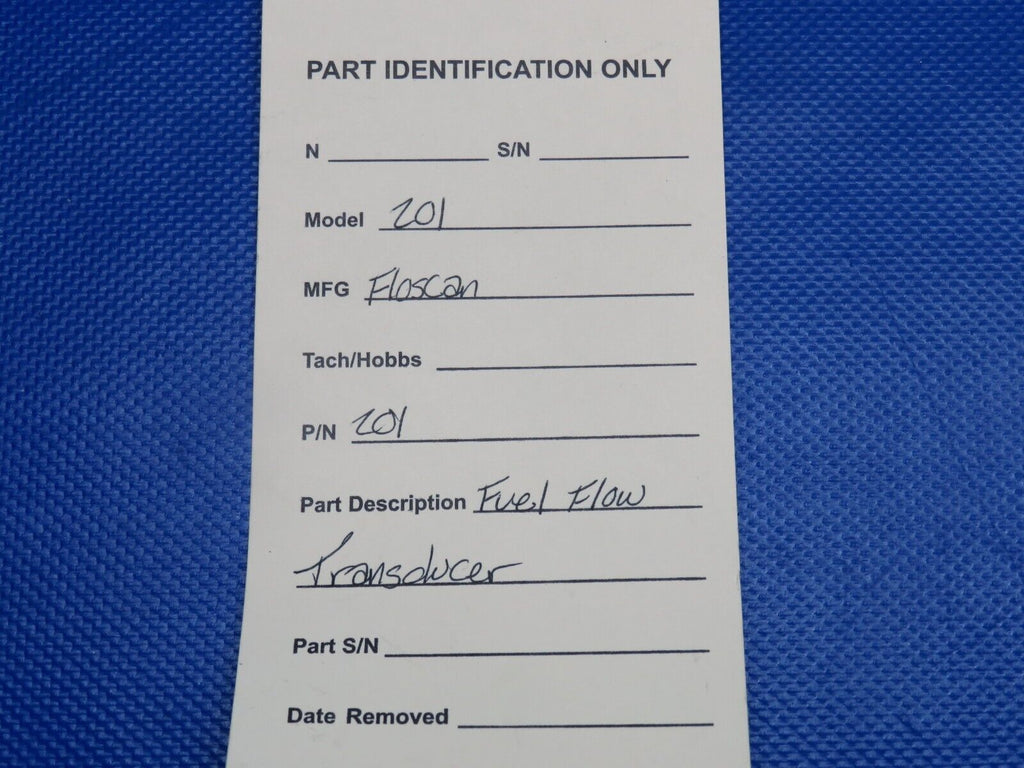 PART IDENTIFICATION ONLY
N S/N
Model 201
MFG Floscan
Tach/Hobbs
P/N 201
Part Description Fuel Flow
Transducer
Part S/N
Date Removed